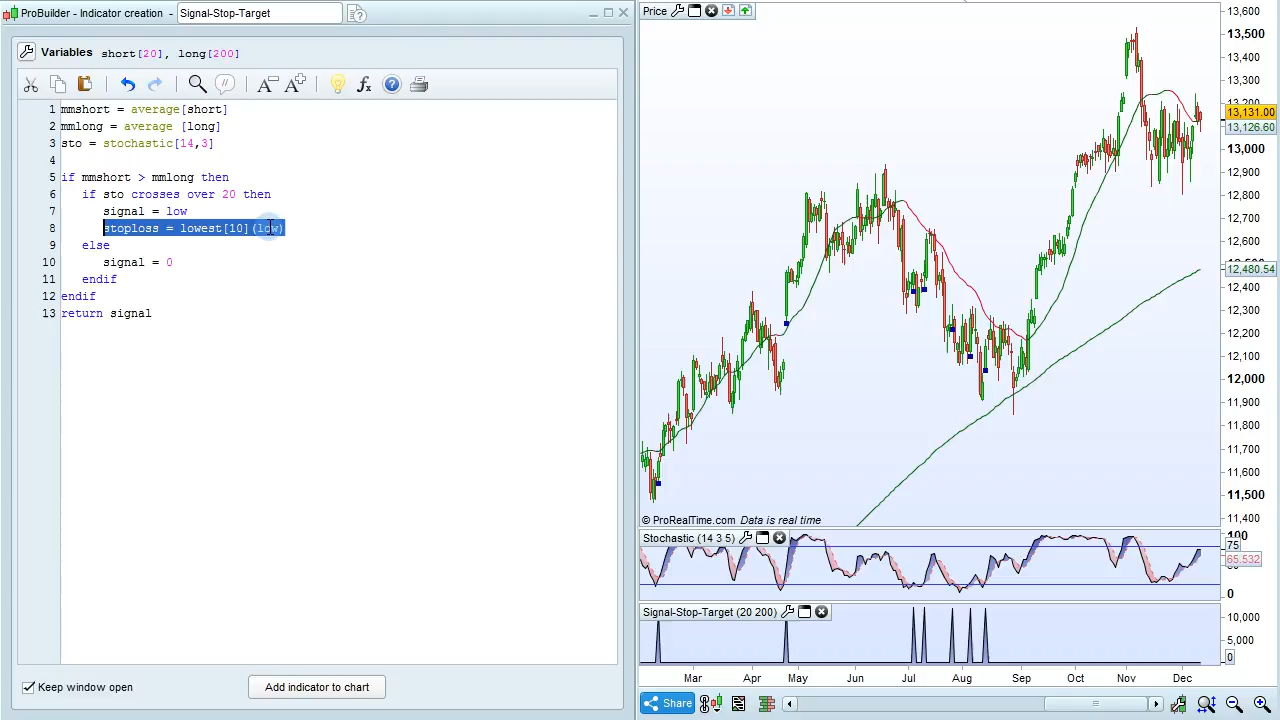 ProBuilder - Indicator creation
Signal-Stop-Target
Variables short[20], long[200]
1 mmshort = average[short]
2 mmlong = average [long]
3 sto = stochastic[14,3]
4
5 if mmshort > mmlong then
6 if sto crosses over 20 then
7 signal = low
8 stoploss = lowest[10](low)
9 else
10 signal = 0
11 endif
12 endif
13 return signal
Keep window open
Add indicator to chart
Price
13,600
13,500
13,400
13,300
13,200
13,131.00
13,126.60
13,000
12,900
12,800
12,700
12,600
12,480.54
12,400
12,300
12,200
12,100
12,000
11,900
11,800
11,700
11,600
11,500
11,400
© ProRealTime.com Data is real time
Stochastic (14 3 5)
100
75
65.532
0
Signal-Stop-Target (20 200)
10,000
5,000
0
Mar Apr May Jun Jul Aug Sep Oct Nov Dec
Share